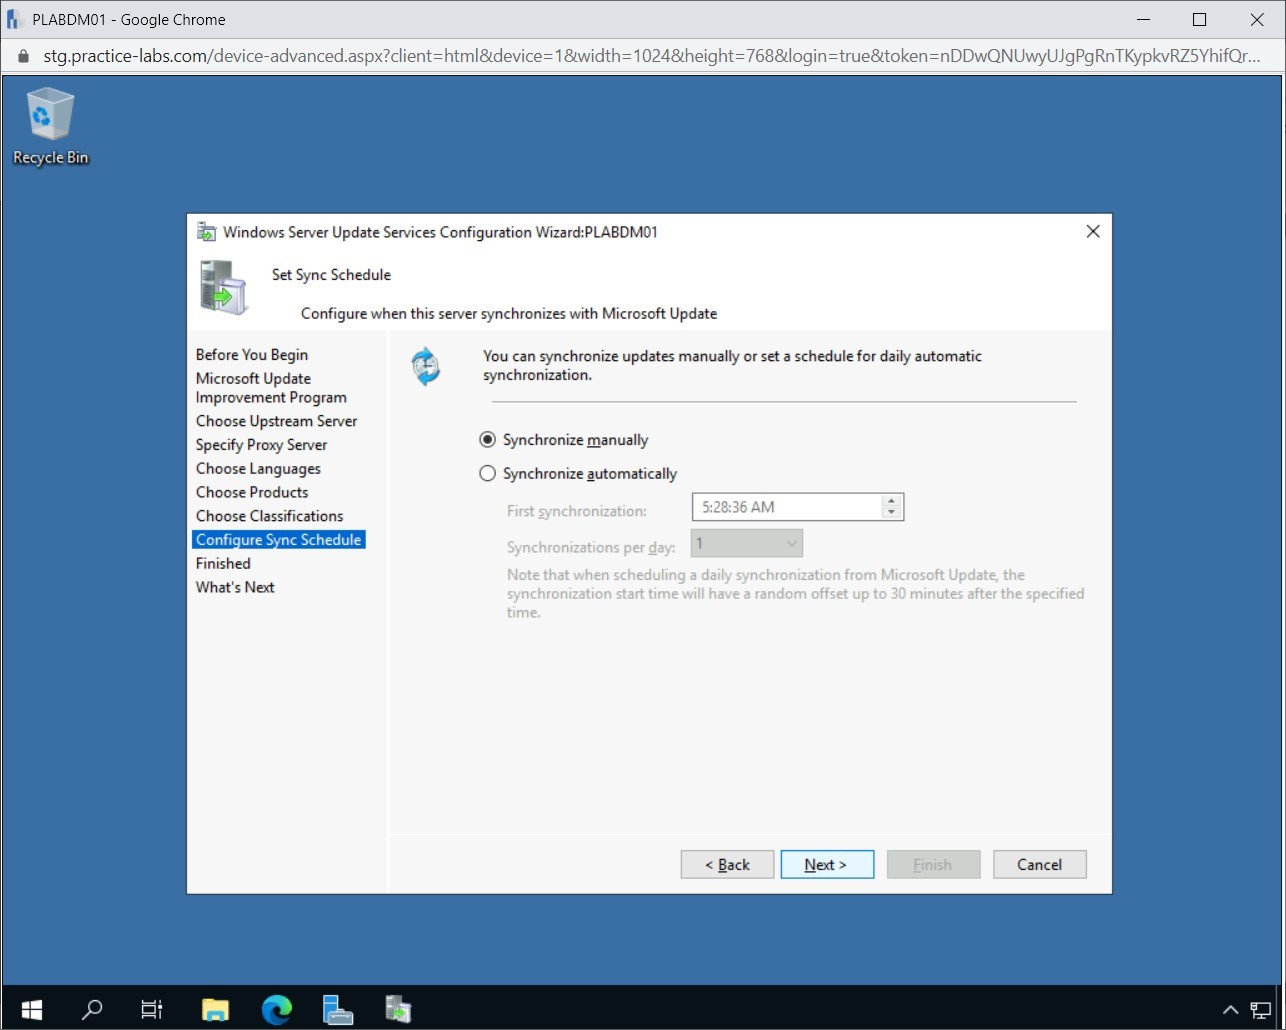 PLABDM01 - Google Chrome
stg.practice-labs.com/device-advanced.aspx?client=html&device=1&width=1024&height=768&login=true&token=nDDwQNUwyUJgPgRnTKypkvRZ5YhifQr...
Recycle Bin
Windows Server Update Services Configuration Wizard:PLABDM01
Set Sync Schedule
Configure when this server synchronizes with Microsoft Update
Before You Begin
Microsoft Update
Improvement Program
Choose Upstream Server
Specify Proxy Server
Choose Languages
Choose Products
Choose Classifications
Configure Sync Schedule
Finished
What's Next
You can synchronize updates manually or set a schedule for daily automatic
synchronization.
Synchronize manually
Synchronize automatically
First synchronization:
5:28:36 AM
Synchronizations per day:
1
Note that when scheduling a daily synchronization from Microsoft Update, the
synchronization start time will have a random offset up to 30 minutes after the specified
time.
< Back
Next >
Finish
Cancel